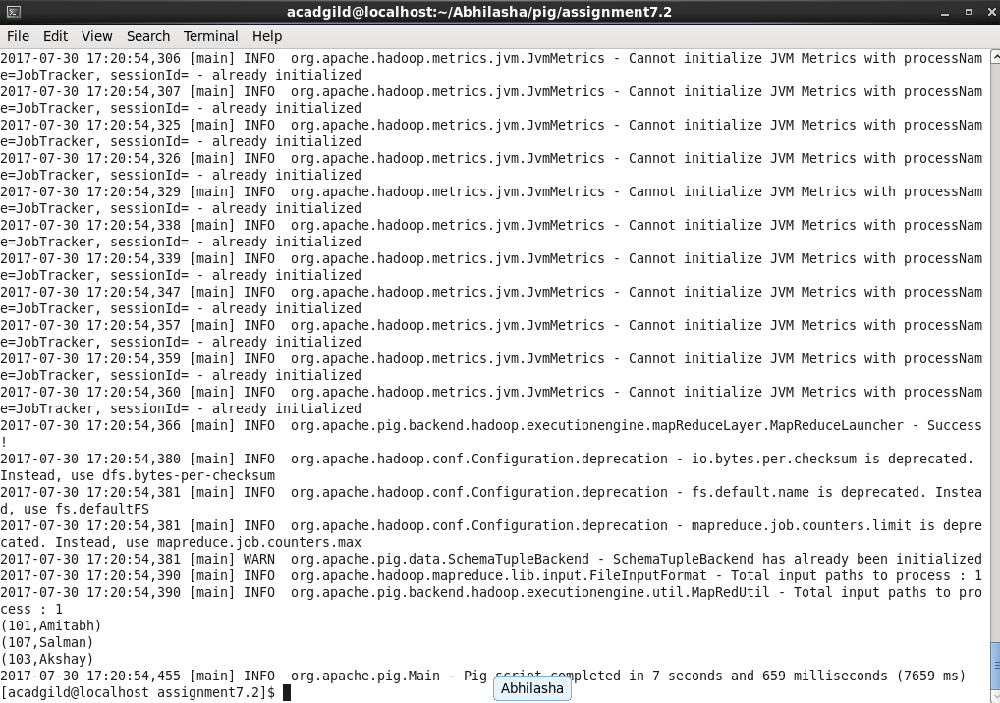 acadgild@localhost:~/Abhilasha/pig/assignment7.2
File Edit View Search Terminal Help
2017-07-30 17:20:54,306 [main] INFO  org.apache.hadoop.metrics.jvm.JvmMetrics - Cannot initialize JVM Metrics with processNam
e=JobTracker, sessionId= - already initialized
2017-07-30 17:20:54,307 [main] INFO  org.apache.hadoop.metrics.jvm.JvmMetrics - Cannot initialize JVM Metrics with processNam
e=JobTracker, sessionId= - already initialized
2017-07-30 17:20:54,325 [main] INFO  org.apache.hadoop.metrics.jvm.JvmMetrics - Cannot initialize JVM Metrics with processNam
e=JobTracker, sessionId= - already initialized
2017-07-30 17:20:54,326 [main] INFO  org.apache.hadoop.metrics.jvm.JvmMetrics - Cannot initialize JVM Metrics with processNam
e=JobTracker, sessionId= - already initialized
2017-07-30 17:20:54,329 [main] INFO  org.apache.hadoop.metrics.jvm.JvmMetrics - Cannot initialize JVM Metrics with processNam
e=JobTracker, sessionId= - already initialized
2017-07-30 17:20:54,338 [main] INFO  org.apache.hadoop.metrics.jvm.JvmMetrics - Cannot initialize JVM Metrics with processNam
e=JobTracker, sessionId= - already initialized
2017-07-30 17:20:54,339 [main] INFO  org.apache.hadoop.metrics.jvm.JvmMetrics - Cannot initialize JVM Metrics with processNam
e=JobTracker, sessionId= - already initialized
2017-07-30 17:20:54,347 [main] INFO  org.apache.hadoop.metrics.jvm.JvmMetrics - Cannot initialize JVM Metrics with processNam
e=JobTracker, sessionId= - already initialized
2017-07-30 17:20:54,357 [main] INFO  org.apache.hadoop.metrics.jvm.JvmMetrics - Cannot initialize JVM Metrics with processNam
e=JobTracker, sessionId= - already initialized
2017-07-30 17:20:54,359 [main] INFO  org.apache.hadoop.metrics.jvm.JvmMetrics - Cannot initialize JVM Metrics with processNam
e=JobTracker, sessionId= - already initialized
2017-07-30 17:20:54,360 [main] INFO  org.apache.hadoop.metrics.jvm.JvmMetrics - Cannot initialize JVM Metrics with processNam
e=JobTracker, sessionId= - already initialized
2017-07-30 17:20:54,366 [main] INFO  org.apache.pig.backend.hadoop.executionengine.mapReduceLayer.MapReduceLauncher - Success
!
2017-07-30 17:20:54,380 [main] INFO  org.apache.hadoop.conf.Configuration.deprecation - io.bytes.per.checksum is deprecated.
Instead, use dfs.bytes-per-checksum
2017-07-30 17:20:54,381 [main] INFO  org.apache.hadoop.conf.Configuration.deprecation - fs.default.name is deprecated. Instea
d, use fs.defaultFS
2017-07-30 17:20:54,381 [main] INFO  org.apache.hadoop.conf.Configuration.deprecation - mapreduce.job.counters.limit is depre
cated. Instead, use mapreduce.job.counters.max
2017-07-30 17:20:54,381 [main] WARN  org.apache.pig.data.SchemaTupleBackend - SchemaTupleBackend has already been initialized
2017-07-30 17:20:54,390 [main] INFO  org.apache.hadoop.mapreduce.lib.input.FileInputFormat - Total input paths to process : 1
2017-07-30 17:20:54,390 [main] INFO  org.apache.pig.backend.hadoop.executionengine.util.MapRedUtil - Total input paths to pro
cess : 1
(101,Amitabh)
(107,Salman)
(103,Akshay)
2017-07-30 17:20:54,455 [main] INFO  org.apache.pig.Main - Pig script completed in 7 seconds and 659 milliseconds (7659 ms)
[acadgild@localhost assignment7.2]$
Abhilasha